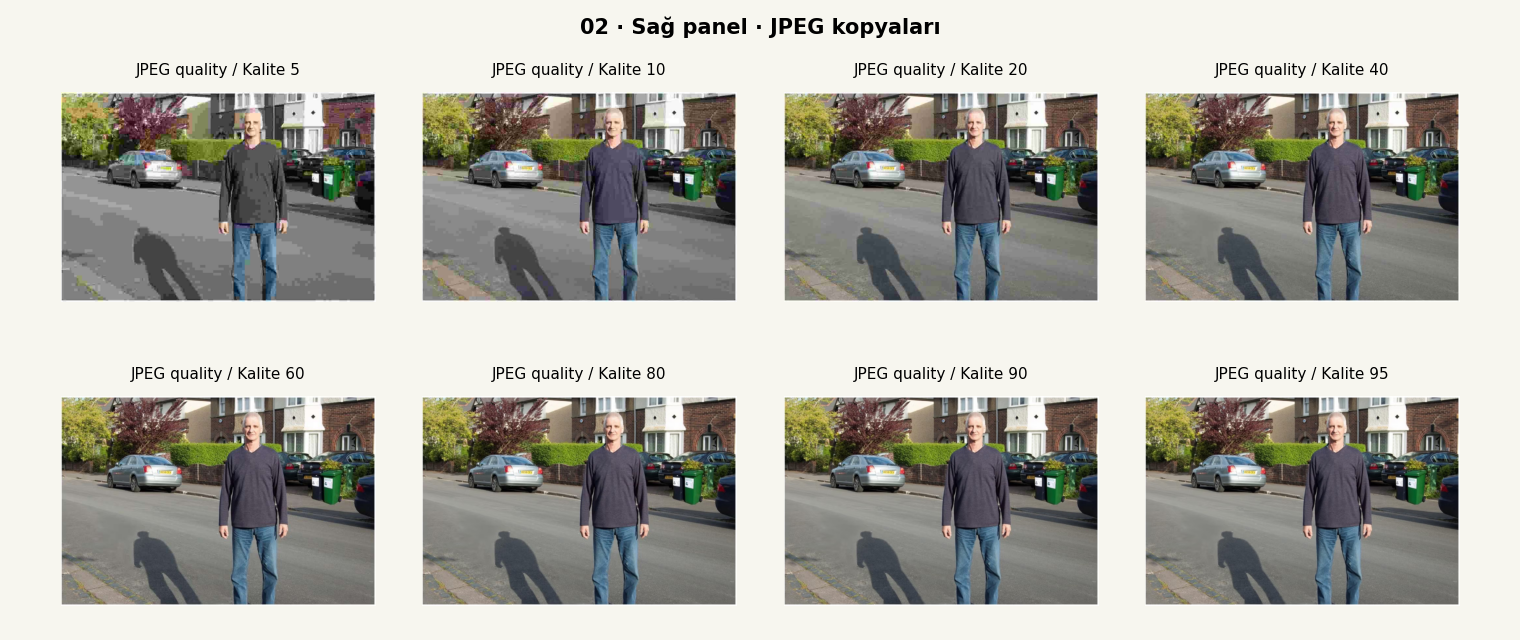 02 · Sağ panel · JPEG kopyaları
JPEG quality / Kalite 5
JPEG quality / Kalite 10
JPEG quality / Kalite 20
JPEG quality / Kalite 40
JPEG quality / Kalite 60
JPEG quality / Kalite 80
JPEG quality / Kalite 90
JPEG quality / Kalite 95